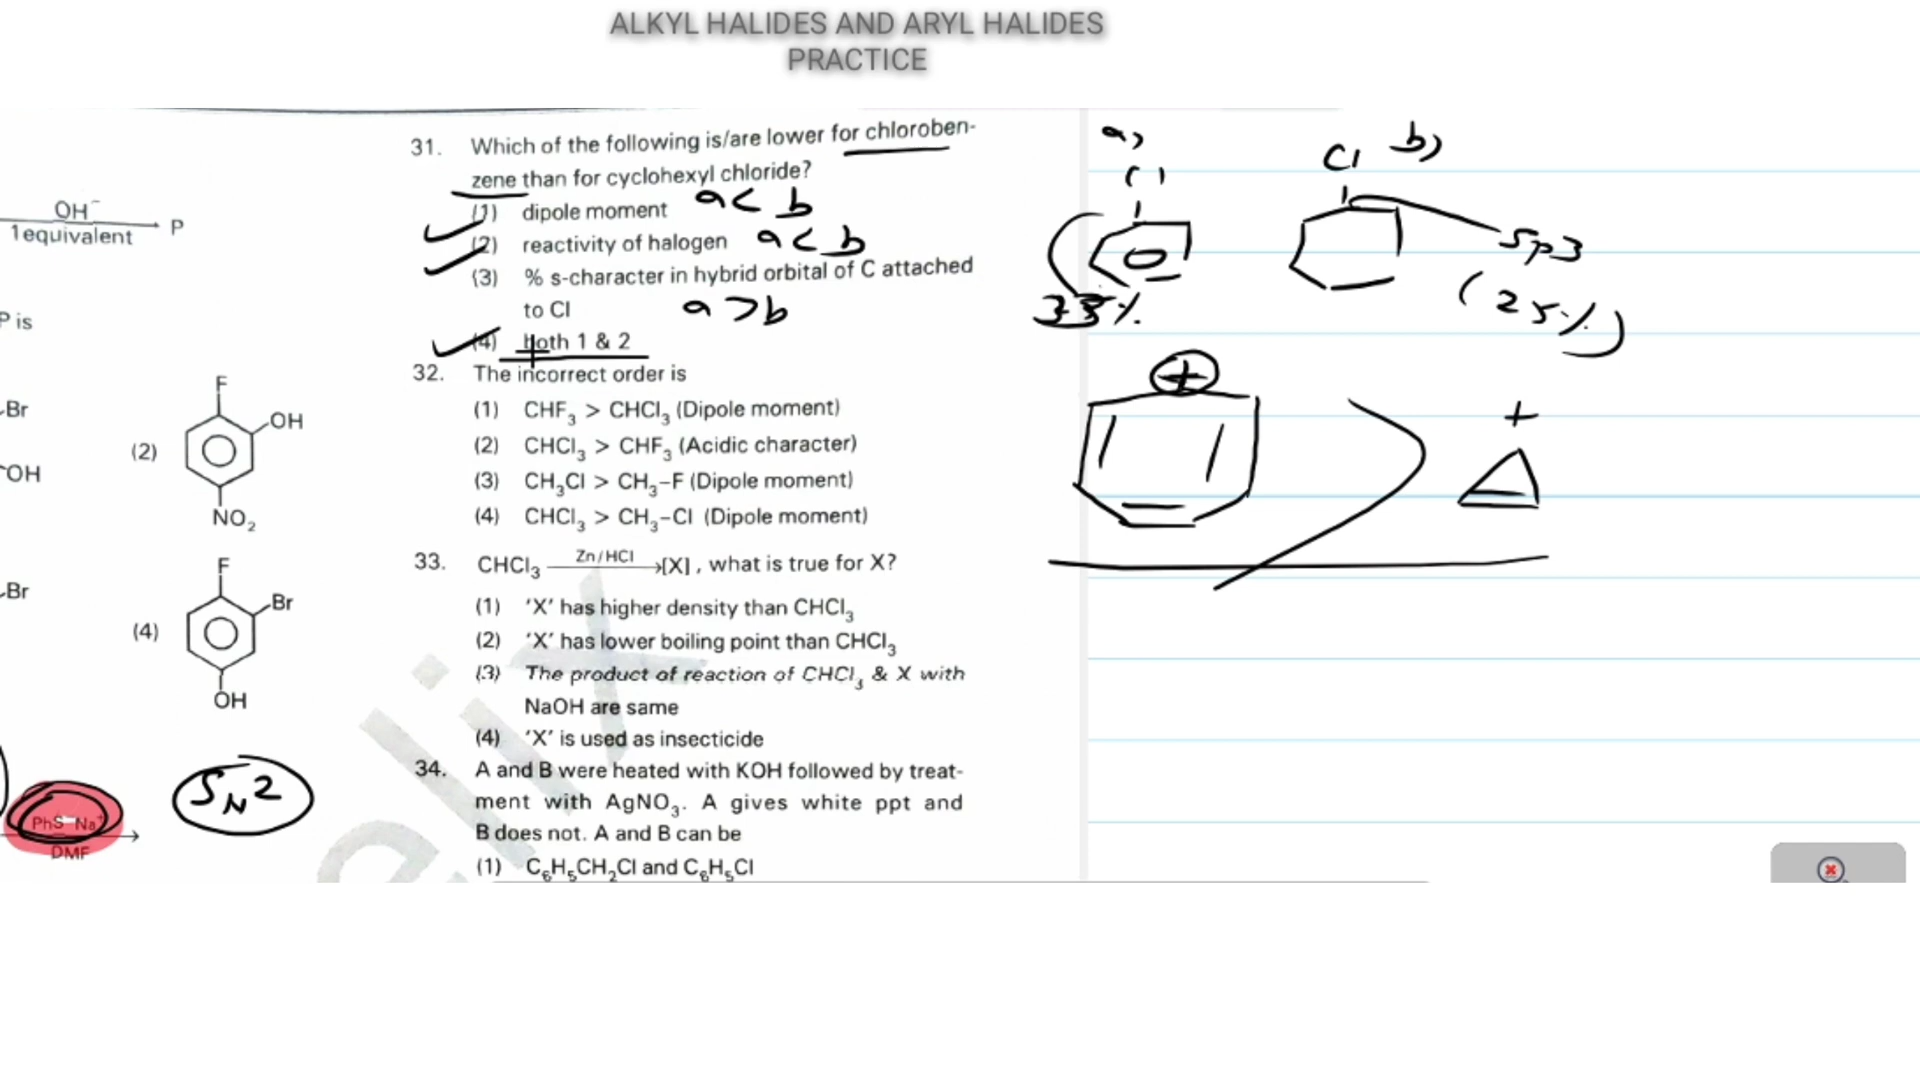 ALKYL HALIDES AND ARYL HALIDES
PRACTICE
OH⁻
1equivalent
P
P is
Br
OH
(2)
F
OH
NO₂
Br
(4)
F
Br
OH
PhS⁻Na⁺
DMF
SN2
31. Which of the following is/are lower for chloroben-
zene than for cyclohexyl chloride?
(1) dipole moment a < b
(2) reactivity of halogen a < b
(3) % s-character in hybrid orbital of C attached
to Cl a > b
(4) both 1 & 2
32. The incorrect order is
(1) CHF₃ > CHCl₃ (Dipole moment)
(2) CHCl₃ > CHF₃ (Acidic character)
(3) CH₃Cl > CH₃–F (Dipole moment)
(4) CHCl₃ > CH₃–Cl (Dipole moment)
33. CHCl₃ Zn/HCl →[X], what is true for X?
(1) ‘X’ has higher density than CHCl₃
(2) ‘X’ has lower boiling point than CHCl₃
(3) The product of reaction of CHCl₃ & X with
NaOH are same
(4) ‘X’ is used as insecticide
34. A and B were heated with KOH followed by treat-
ment with AgNO₃. A gives white ppt and
B does not. A and B can be
(1) C₆H₅CH₂Cl and C₆H₅Cl
a)
Cl
33%
b)
Cl
Sp3
(25%)
+
+